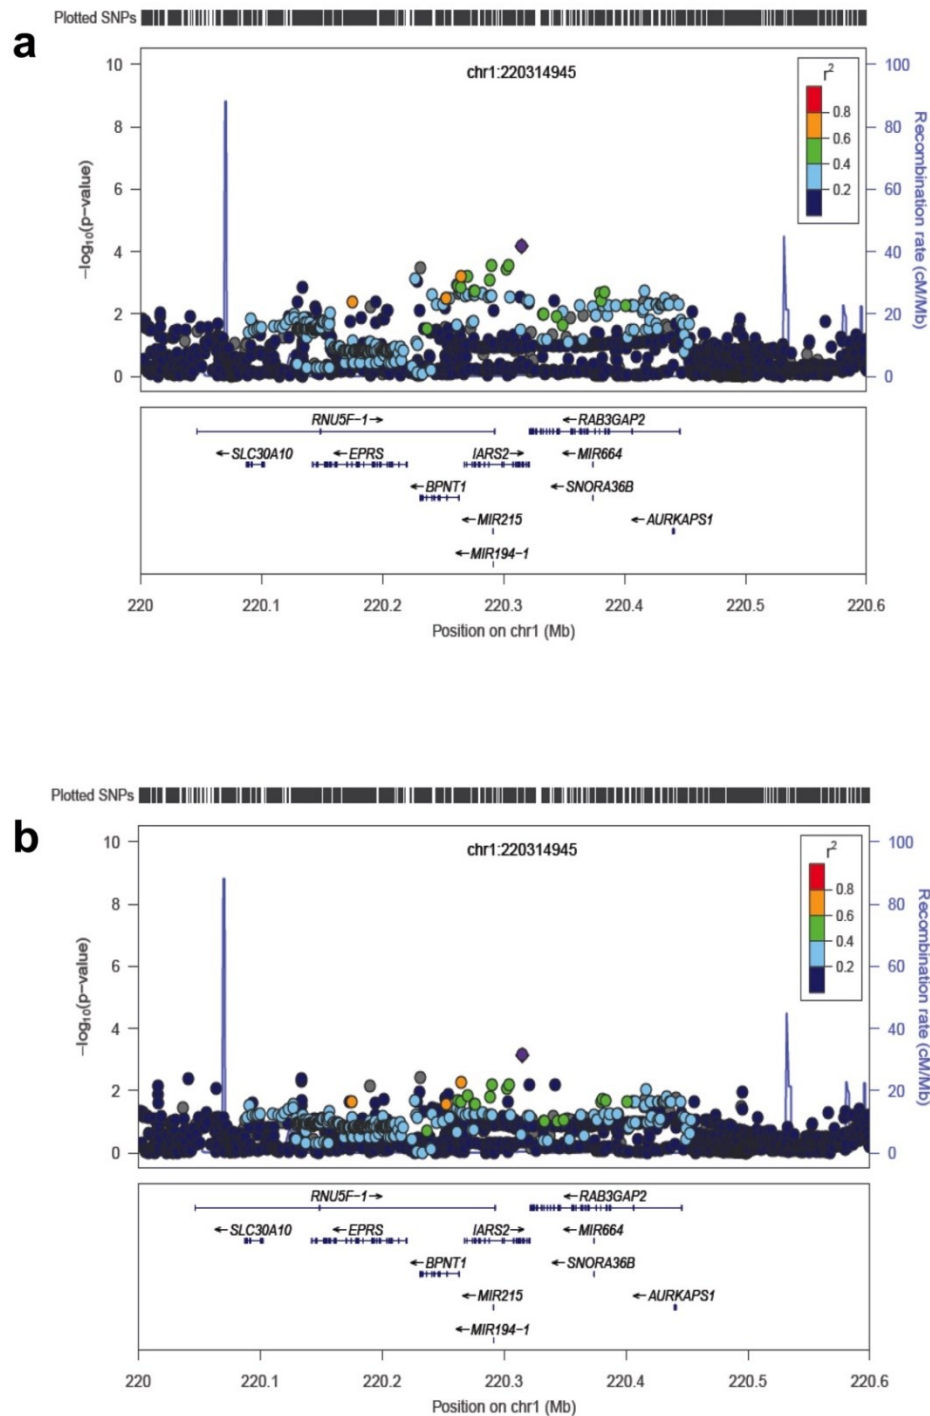 Plotted SNPs
a
chr1:220314945
r2
0.8
0.6
0.4
0.2
10
8
6
4
2
0
−log10(p−value)
100
80
60
40
20
0
Recombination rate (cM/Mb)
RNU5F−1→
←RAB3GAP2
←SLC30A10
←EPRS
IARS2→
←MIR664
←BPNT1
←SNORA36B
←MIR215
←AURKAPS1
←MIR194−1
220
220.1
220.2
220.3
220.4
220.5
220.6
Position on chr1 (Mb)
Plotted SNPs
b
chr1:220314945
r2
0.8
0.6
0.4
0.2
10
8
6
4
2
0
−log10(p−value)
100
80
60
40
20
0
Recombination rate (cM/Mb)
RNU5F−1→
←RAB3GAP2
←SLC30A10
←EPRS
IARS2→
←MIR664
←BPNT1
←SNORA36B
←MIR215
←AURKAPS1
←MIR194−1
220
220.1
220.2
220.3
220.4
220.5
220.6
Position on chr1 (Mb)